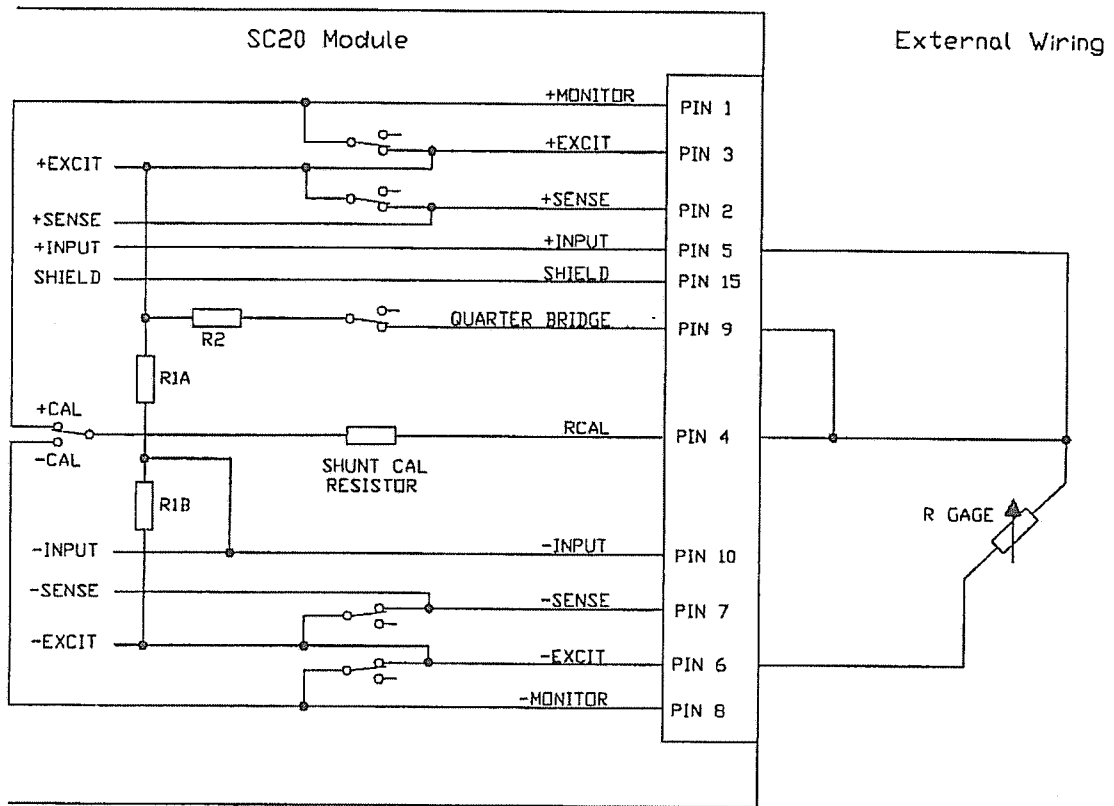 SC20 Module
External Wiring
+MONITOR
PIN 1
+EXCIT
PIN 3
+EXCIT
+SENSE
PIN 2
+SENSE
+INPUT
+INPUT
PIN 5
SHIELD
SHIELD
PIN 15
QUARTER BRIDGE
PIN 9
R2
R1A
+CAL
RCAL
PIN 4
-CAL
SHUNT CAL
RESISTOR
R1B
R GAGE
-INPUT
-INPUT
PIN 10
-SENSE
-SENSE
PIN 7
-EXCIT
-EXCIT
PIN 6
-MONITOR
PIN 8